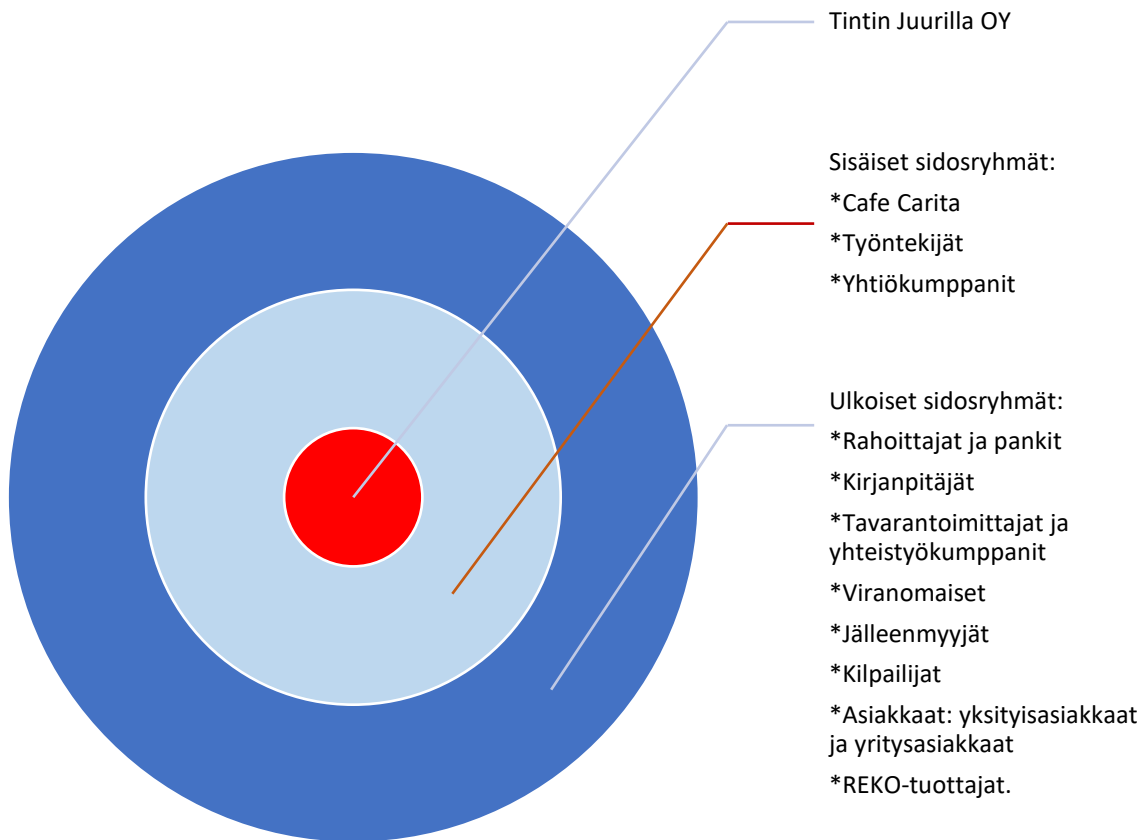 Tintin Juurilla OY
Sisäiset sidosryhmät:
*Cafe Carita
*Työntekijät
*Yhtiökumppanit
Ulkoiset sidosryhmät:
*Rahoittajat ja pankit
*Kirjanpitäjät
*Tavarantoimittajat ja
yhteistyökumppanit
*Viranomaiset
*Jälleenmyyjät
*Kilpailijat
*Asiakkaat: yksityisasiakkaat
ja yritysasiakkaat
*REKO-tuottajat.